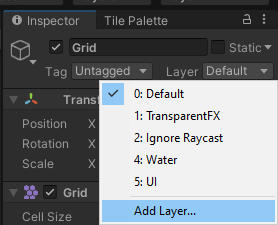 Inspector Tile Palette
Grid Static
Tag Untagged Layer Default
Transf
0: Default
1: TransparentFX
Position X
2: Ignore Raycast
Rotation X
4: Water
Scale X
5: UI
Grid
Add Layer...
Cell Size